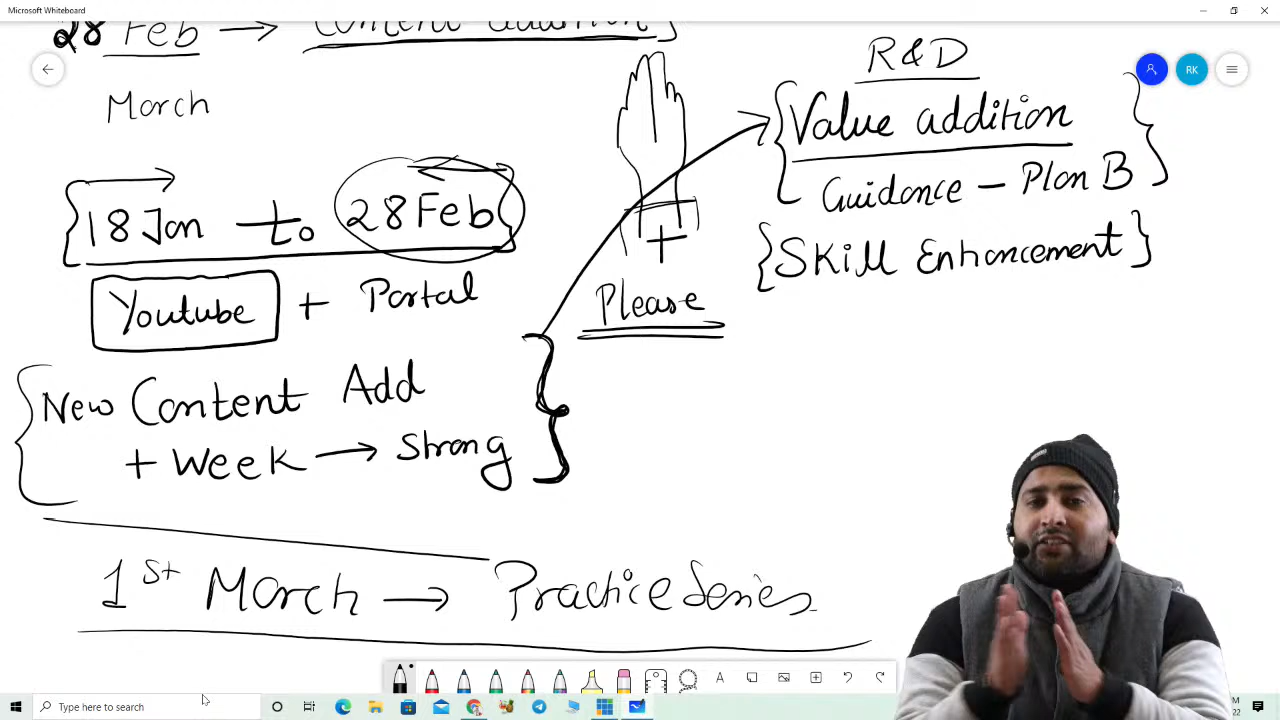 Microsoft Whiteboard
28 Feb → Content addition }
March
18 Jan to 28 Feb
Youtube + Portal
New Content Add
+ Week → Strong
1st March → Practice Series
+
Please
R&D
Value addition
Guidance - Plan B
{Skill Enhancement}
RK
A
Type here to search
22